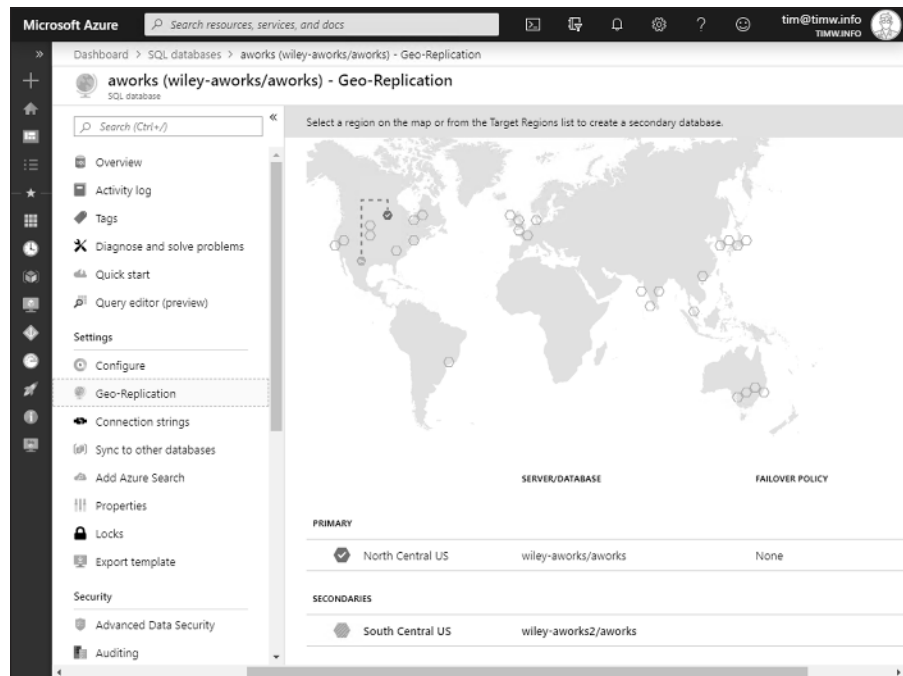 Microsoft Azure
Search resources, services, and docs
tim@timw.info
TIMW.INFO
Dashboard > SQL databases > aworks (wiley-aworks/aworks) - Geo-Replication
aworks (wiley-aworks/aworks) - Geo-Replication
SQL database
Search (Ctrl+/)
Select a region on the map or from the Target Regions list to create a secondary database.
Overview
Activity log
Tags
Diagnose and solve problems
Quick start
Query editor (preview)
Settings
Configure
Geo-Replication
Connection strings
Sync to other databases
Add Azure Search
Properties
Locks
Export template
Security
Advanced Data Security
Auditing
SERVER/DATABASE FAILOVER POLICY
PRIMARY
North Central US wiley-aworks/aworks None
SECONDARIES
South Central US wiley-aworks2/aworks